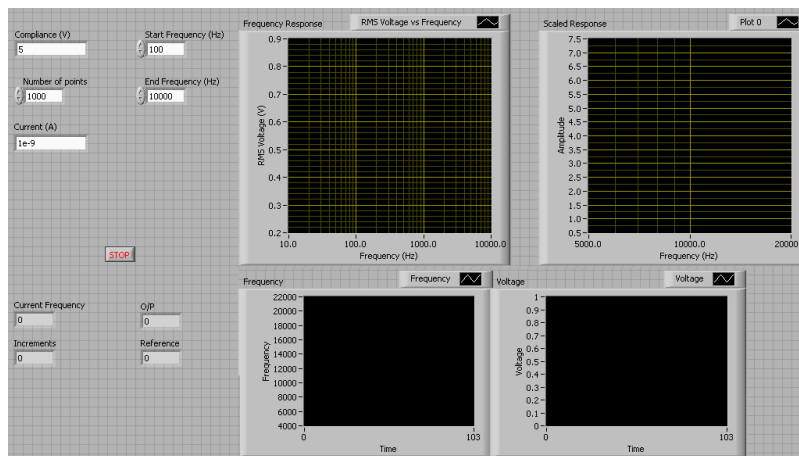 Compliance (V)
5
Start Frequency (Hz)
100
Number of points
1000
End Frequency (Hz)
10000
Current (A)
1e-9
STOP
Current Frequency
0
O/P
0
Increments
0
Reference
0
Frequency Response
RMS Voltage vs Frequency
0.9
0.8
0.7
0.6
0.5
0.4
0.3
0.2
RMS Voltage (V)
10.0 100.0 1000.0 10000.0
Frequency (Hz)
Scaled Response
Plot 0
7.5
7.0
6.5
6.0
5.5
5.0
4.5
4.0
3.5
3.0
2.5
2.0
1.5
1.0
0.5
Amplitude
5000.0 10000.0 20000
Frequency (Hz)
Frequency
Frequency
22000
20000
18000
16000
14000
12000
10000
8000
6000
4000
Frequency
0 103
Time
Voltage
Voltage
1
0.9
0.8
0.7
0.6
0.5
0.4
0.3
0.2
0.1
0
Voltage
0 103
Time